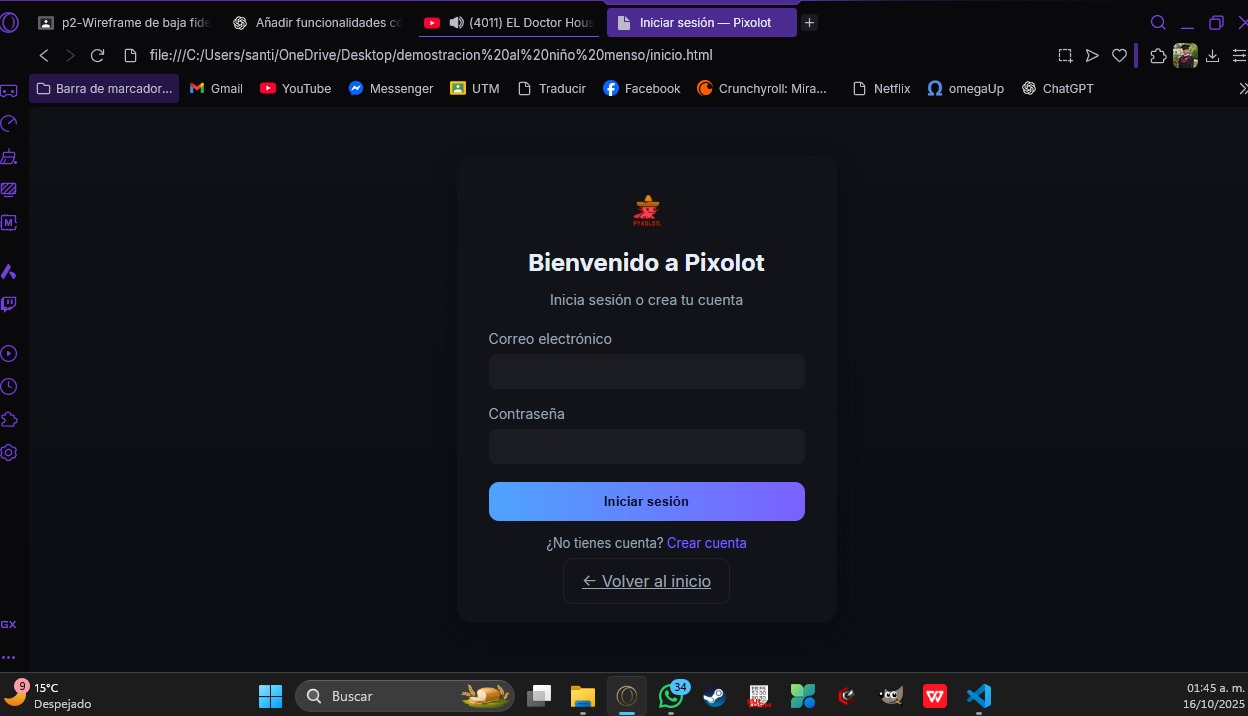 p2-Wireframe de baja fide
Añadir funcionalidades có
(4011) EL Doctor Hous
Iniciar sesión — Pixolot
file:///C:/Users/santi/OneDrive/Desktop/demostracion%20al%20niño%20menso/inicio.html
Barra de marcador...
Gmail
YouTube
Messenger
UTM
Traducir
Facebook
Crunchyroll: Mira...
Netflix
omegaUp
ChatGPT
PYXOLOTL
Bienvenido a Pixolot
Inicia sesión o crea tu cuenta
Correo electrónico
Contraseña
Iniciar sesión
¿No tienes cuenta? Crear cuenta
← Volver al inicio
M
GX
9
15°C
Despejado
Buscar
34
W
01:45 a. m.
16/10/2025